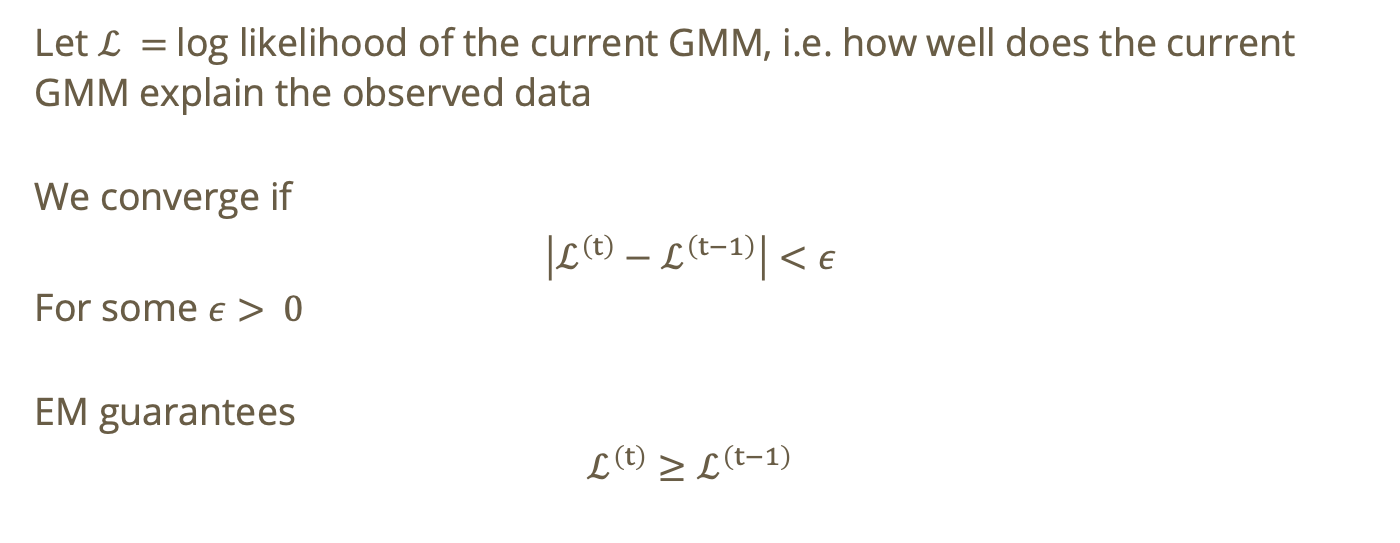 Let ℒ = log likelihood of the current GMM, i.e. how well does the current
GMM explain the observed data
We converge if
|ℒ⁽ᵗ⁾ − ℒ⁽ᵗ⁻¹⁾| < ϵ
For some ϵ > 0
EM guarantees
ℒ⁽ᵗ⁾ ≥ ℒ⁽ᵗ⁻¹⁾